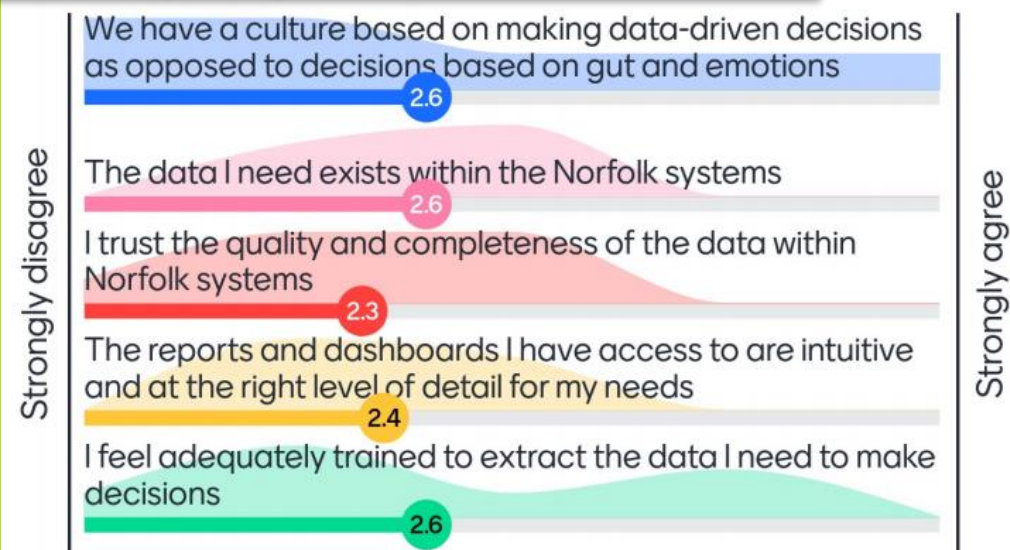 We have a culture based on making data-driven decisions
as opposed to decisions based on gut and emotions
2.6
The data I need exists within the Norfolk systems
2.6
I trust the quality and completeness of the data within
Norfolk systems
2.3
The reports and dashboards I have access to are intuitive
and at the right level of detail for my needs
2.4
I feel adequately trained to extract the data I need to make
decisions
2.6
Strongly disagree
Strongly agree